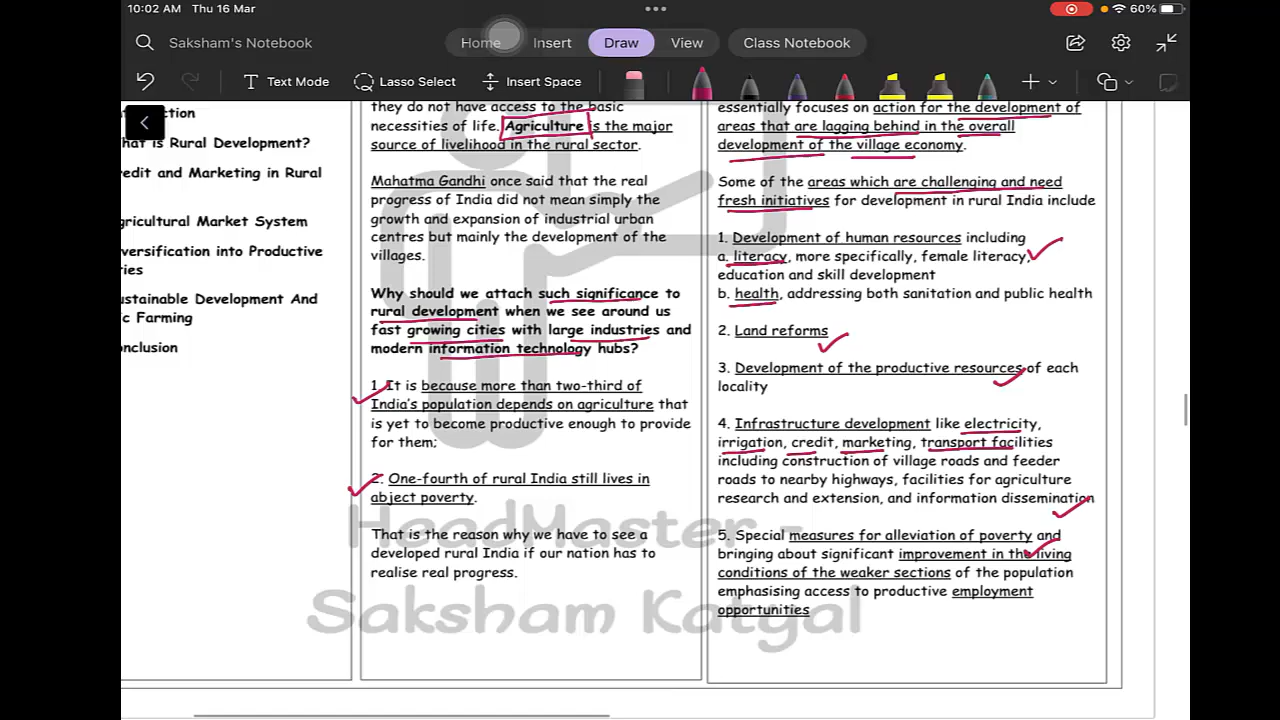 10:02 AM Thu 16 Mar
60%
Saksham's Notebook
Home Insert Draw View Class Notebook
Text Mode Lasso Select Insert Space
ction
hat is Rural Development?
redit and Marketing in Rural
gricultural Market System
versification into Productive
ies
ustainable Development And
ic Farming
onclusion
they do not have access to the basic
necessities of life. Agriculture is the major
source of livelihood in the rural sector.
Mahatma Gandhi once said that the real
progress of India did not mean simply the
growth and expansion of industrial urban
centres but mainly the development of the
villages.
Why should we attach such significance to
rural development when we see around us
fast growing cities with large industries and
modern information technology hubs?
1. It is because more than two-third of
India's population depends on agriculture that
is yet to become productive enough to provide
for them;
2. One-fourth of rural India still lives in
abject poverty.
That is the reason why we have to see a
developed rural India if our nation has to
realise real progress.
essentially focuses on action for the development of
areas that are lagging behind in the overall
development of the village economy.
Some of the areas which are challenging and need
fresh initiatives for development in rural India include
1. Development of human resources including
a. literacy, more specifically, female literacy,
education and skill development
b. health, addressing both sanitation and public health
2. Land reforms
3. Development of the productive resources of each
locality
4. Infrastructure development like electricity,
irrigation, credit, marketing, transport facilities
including construction of village roads and feeder
roads to nearby highways, facilities for agriculture
research and extension, and information dissemination
5. Special measures for alleviation of poverty and
bringing about significant improvement in the living
conditions of the weaker sections of the population
emphasising access to productive employment
opportunities
HeadMaster -
Saksham Katyal